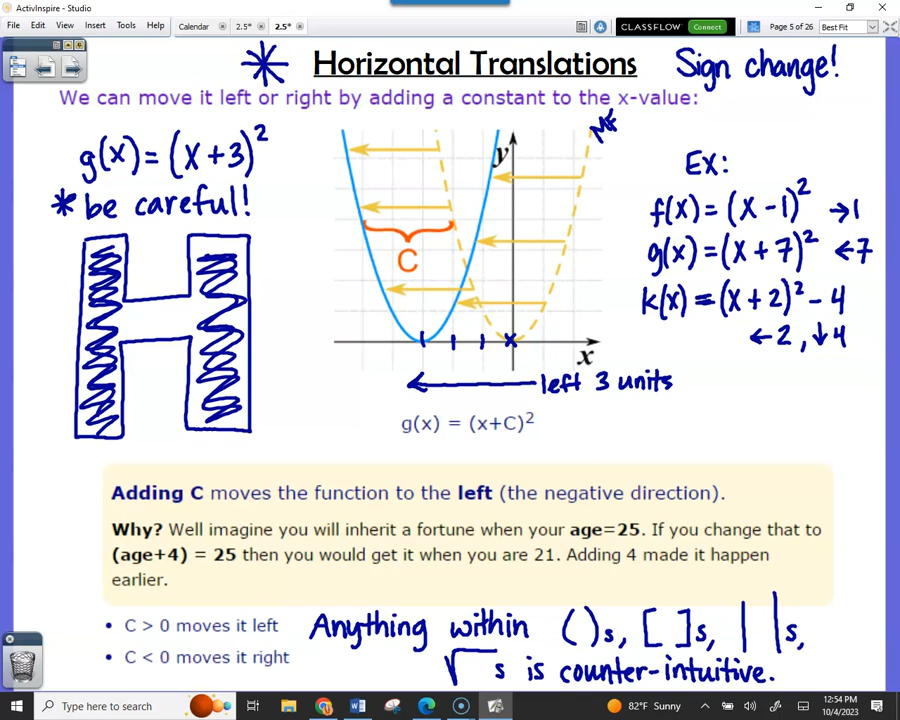 ActivInspire - Studio
File Edit View Insert Tools Help
Calendar 2.5* 2.5*
CLASSFLOW Connect
Page 5 of 26 Best Fit
* Horizontal Translations Sign change!
We can move it left or right by adding a constant to the x-value:
g(x) = (x+3)²
* be careful!
H
y
C
x
left 3 units
g(x) = (x+C)²
EX:
f(x) = (x-1)² →1
g(x) = (x+7)² ←7
k(x) = (x+2)² - 4
←2, ↓4
Adding C moves the function to the left (the negative direction).
Why? Well imagine you will inherit a fortune when your age=25. If you change that to
(age+4) = 25 then you would get it when you are 21. Adding 4 made it happen
earlier.
• C > 0 moves it left
• C < 0 moves it right
Anything within ( )s, [ ]s, | |s,
√ s is counter-intuitive.
Type here to search
82°F Sunny
12:54 PM
10/4/2023